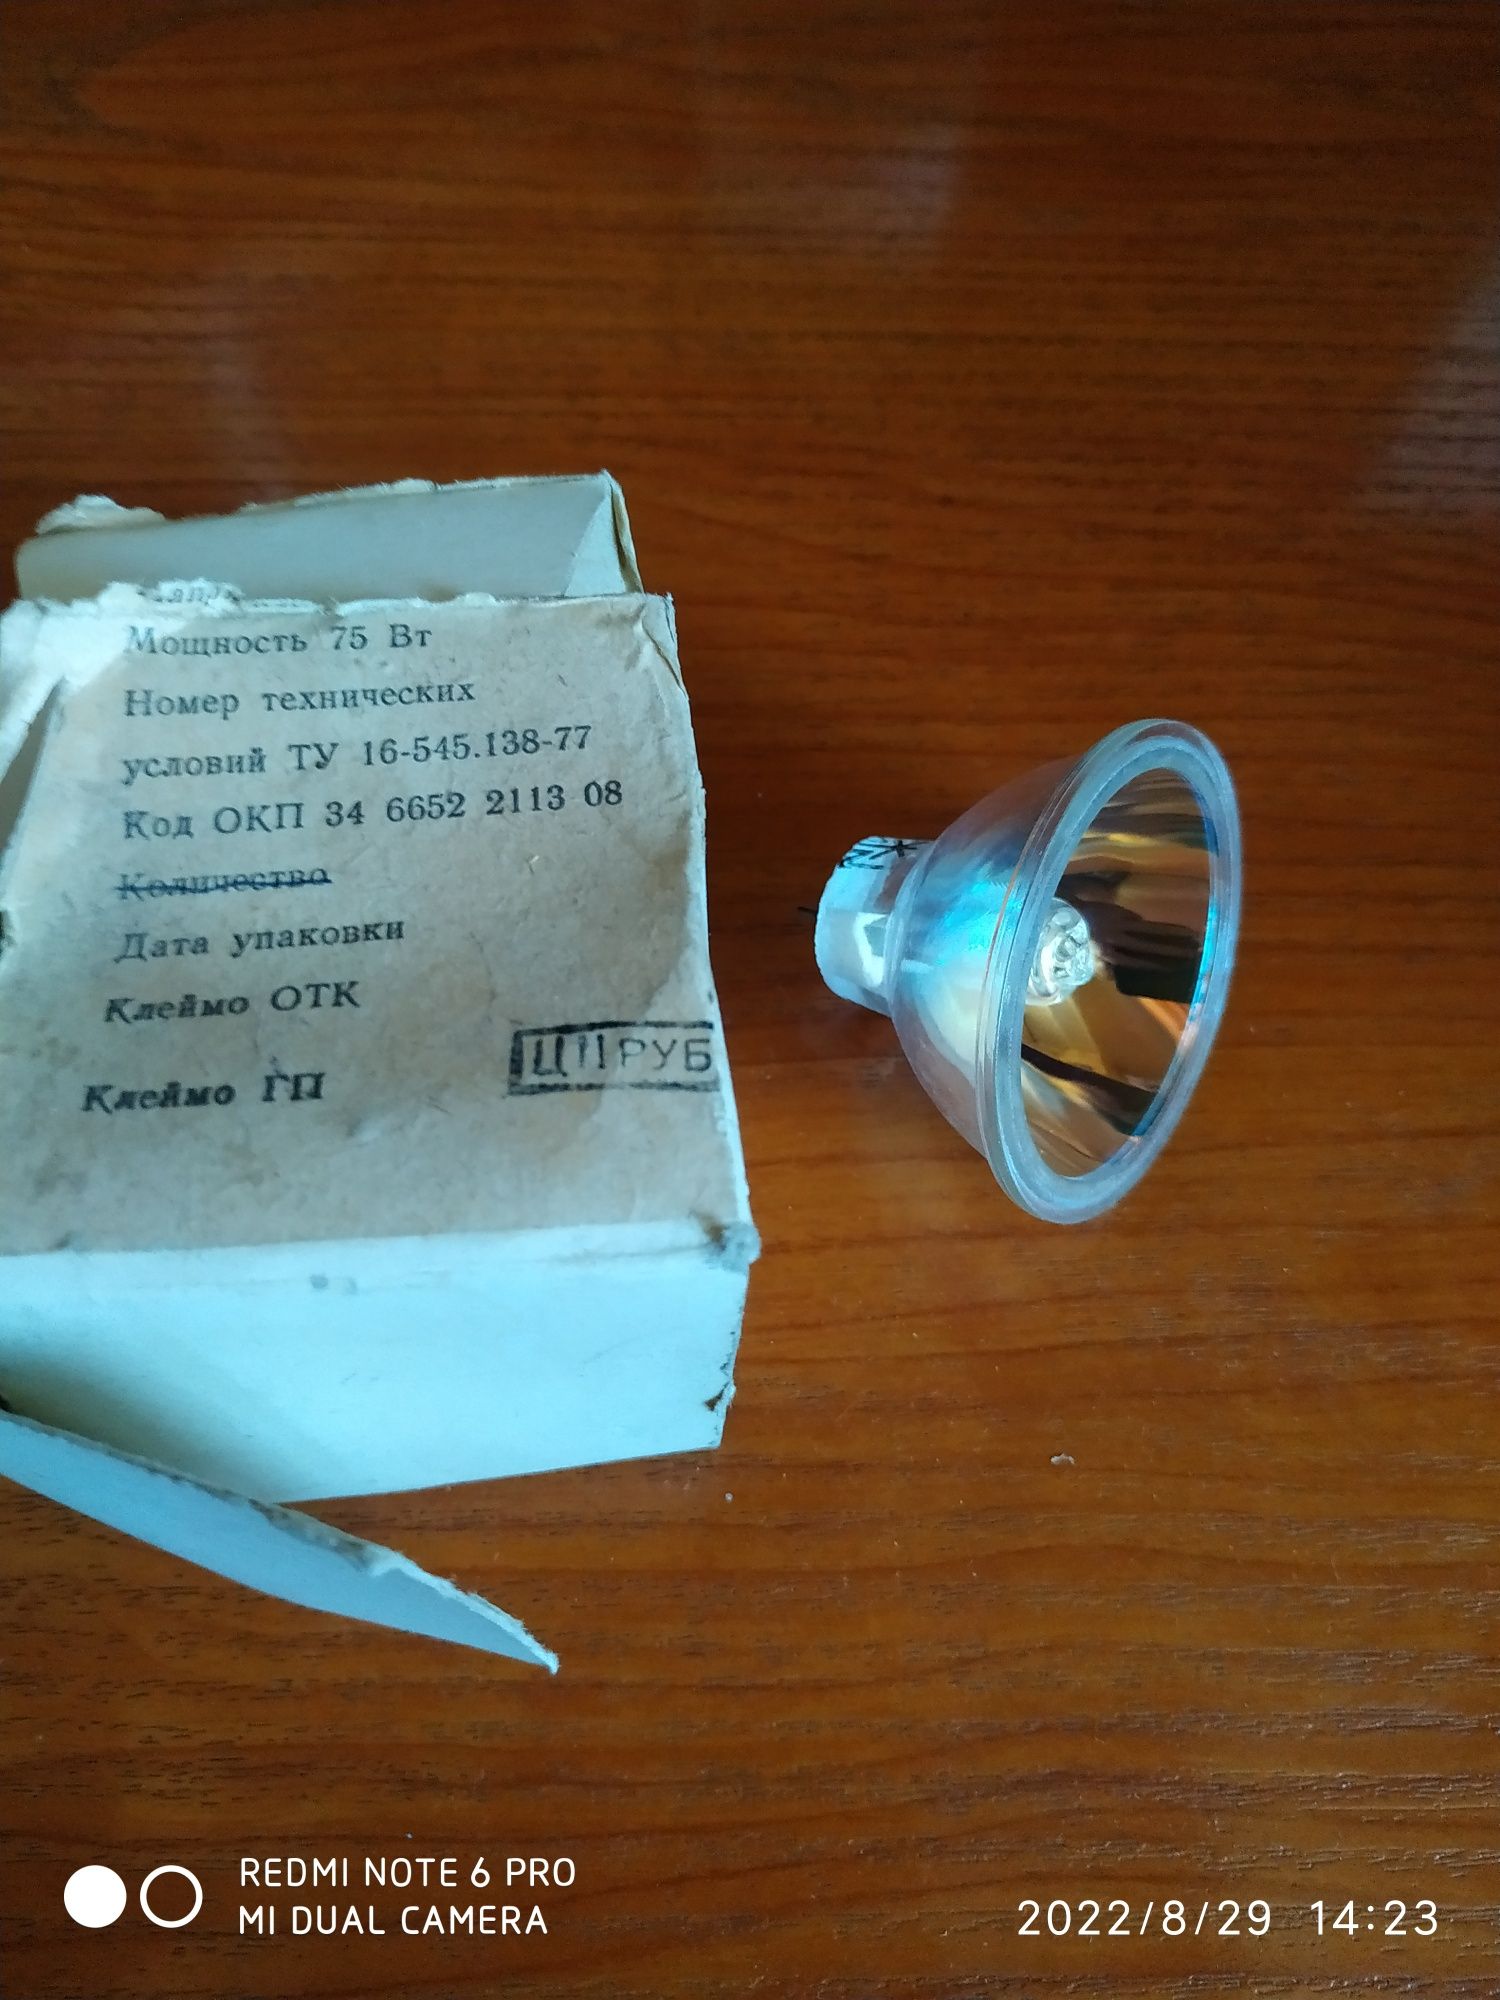 Мощность 75 Вт
Номер технических
условий ТУ 16-545.138-77
Код ОКП 34 6652 2113 08
Количество
Дата упаковки
Клеймо ОТК
Клеймо ГП
Ц11РУБ
REDMI NOTE 6 PRO
MI DUAL CAMERA
2022/8/29 14:23